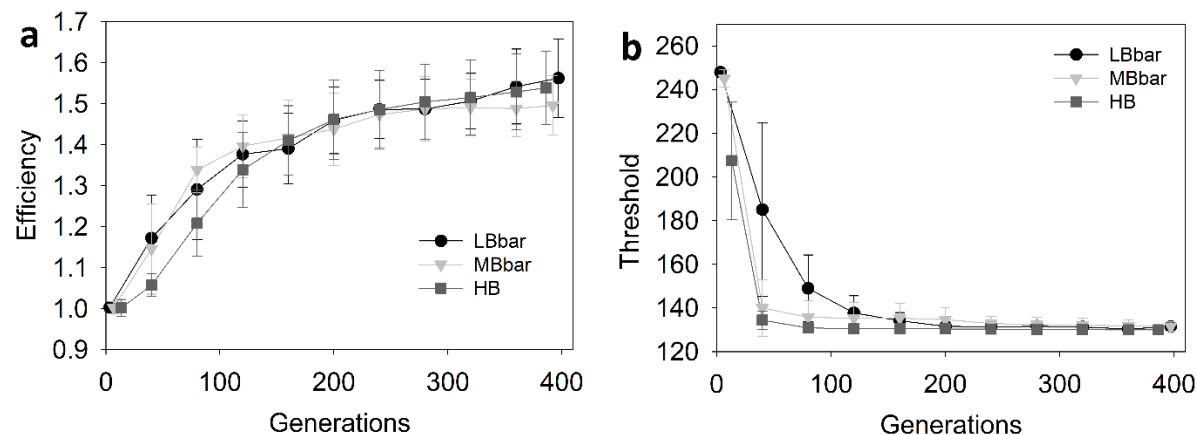 a
1.7
1.6
1.5
1.4
1.3
1.2
1.1
1.0
0.9
Efficiency
LBbar
MBbar
HB
0 100 200 300 400
Generations
b
260
240
220
200
180
160
140
120
Threshold
LBbar
MBbar
HB
0 100 200 300 400
Generations